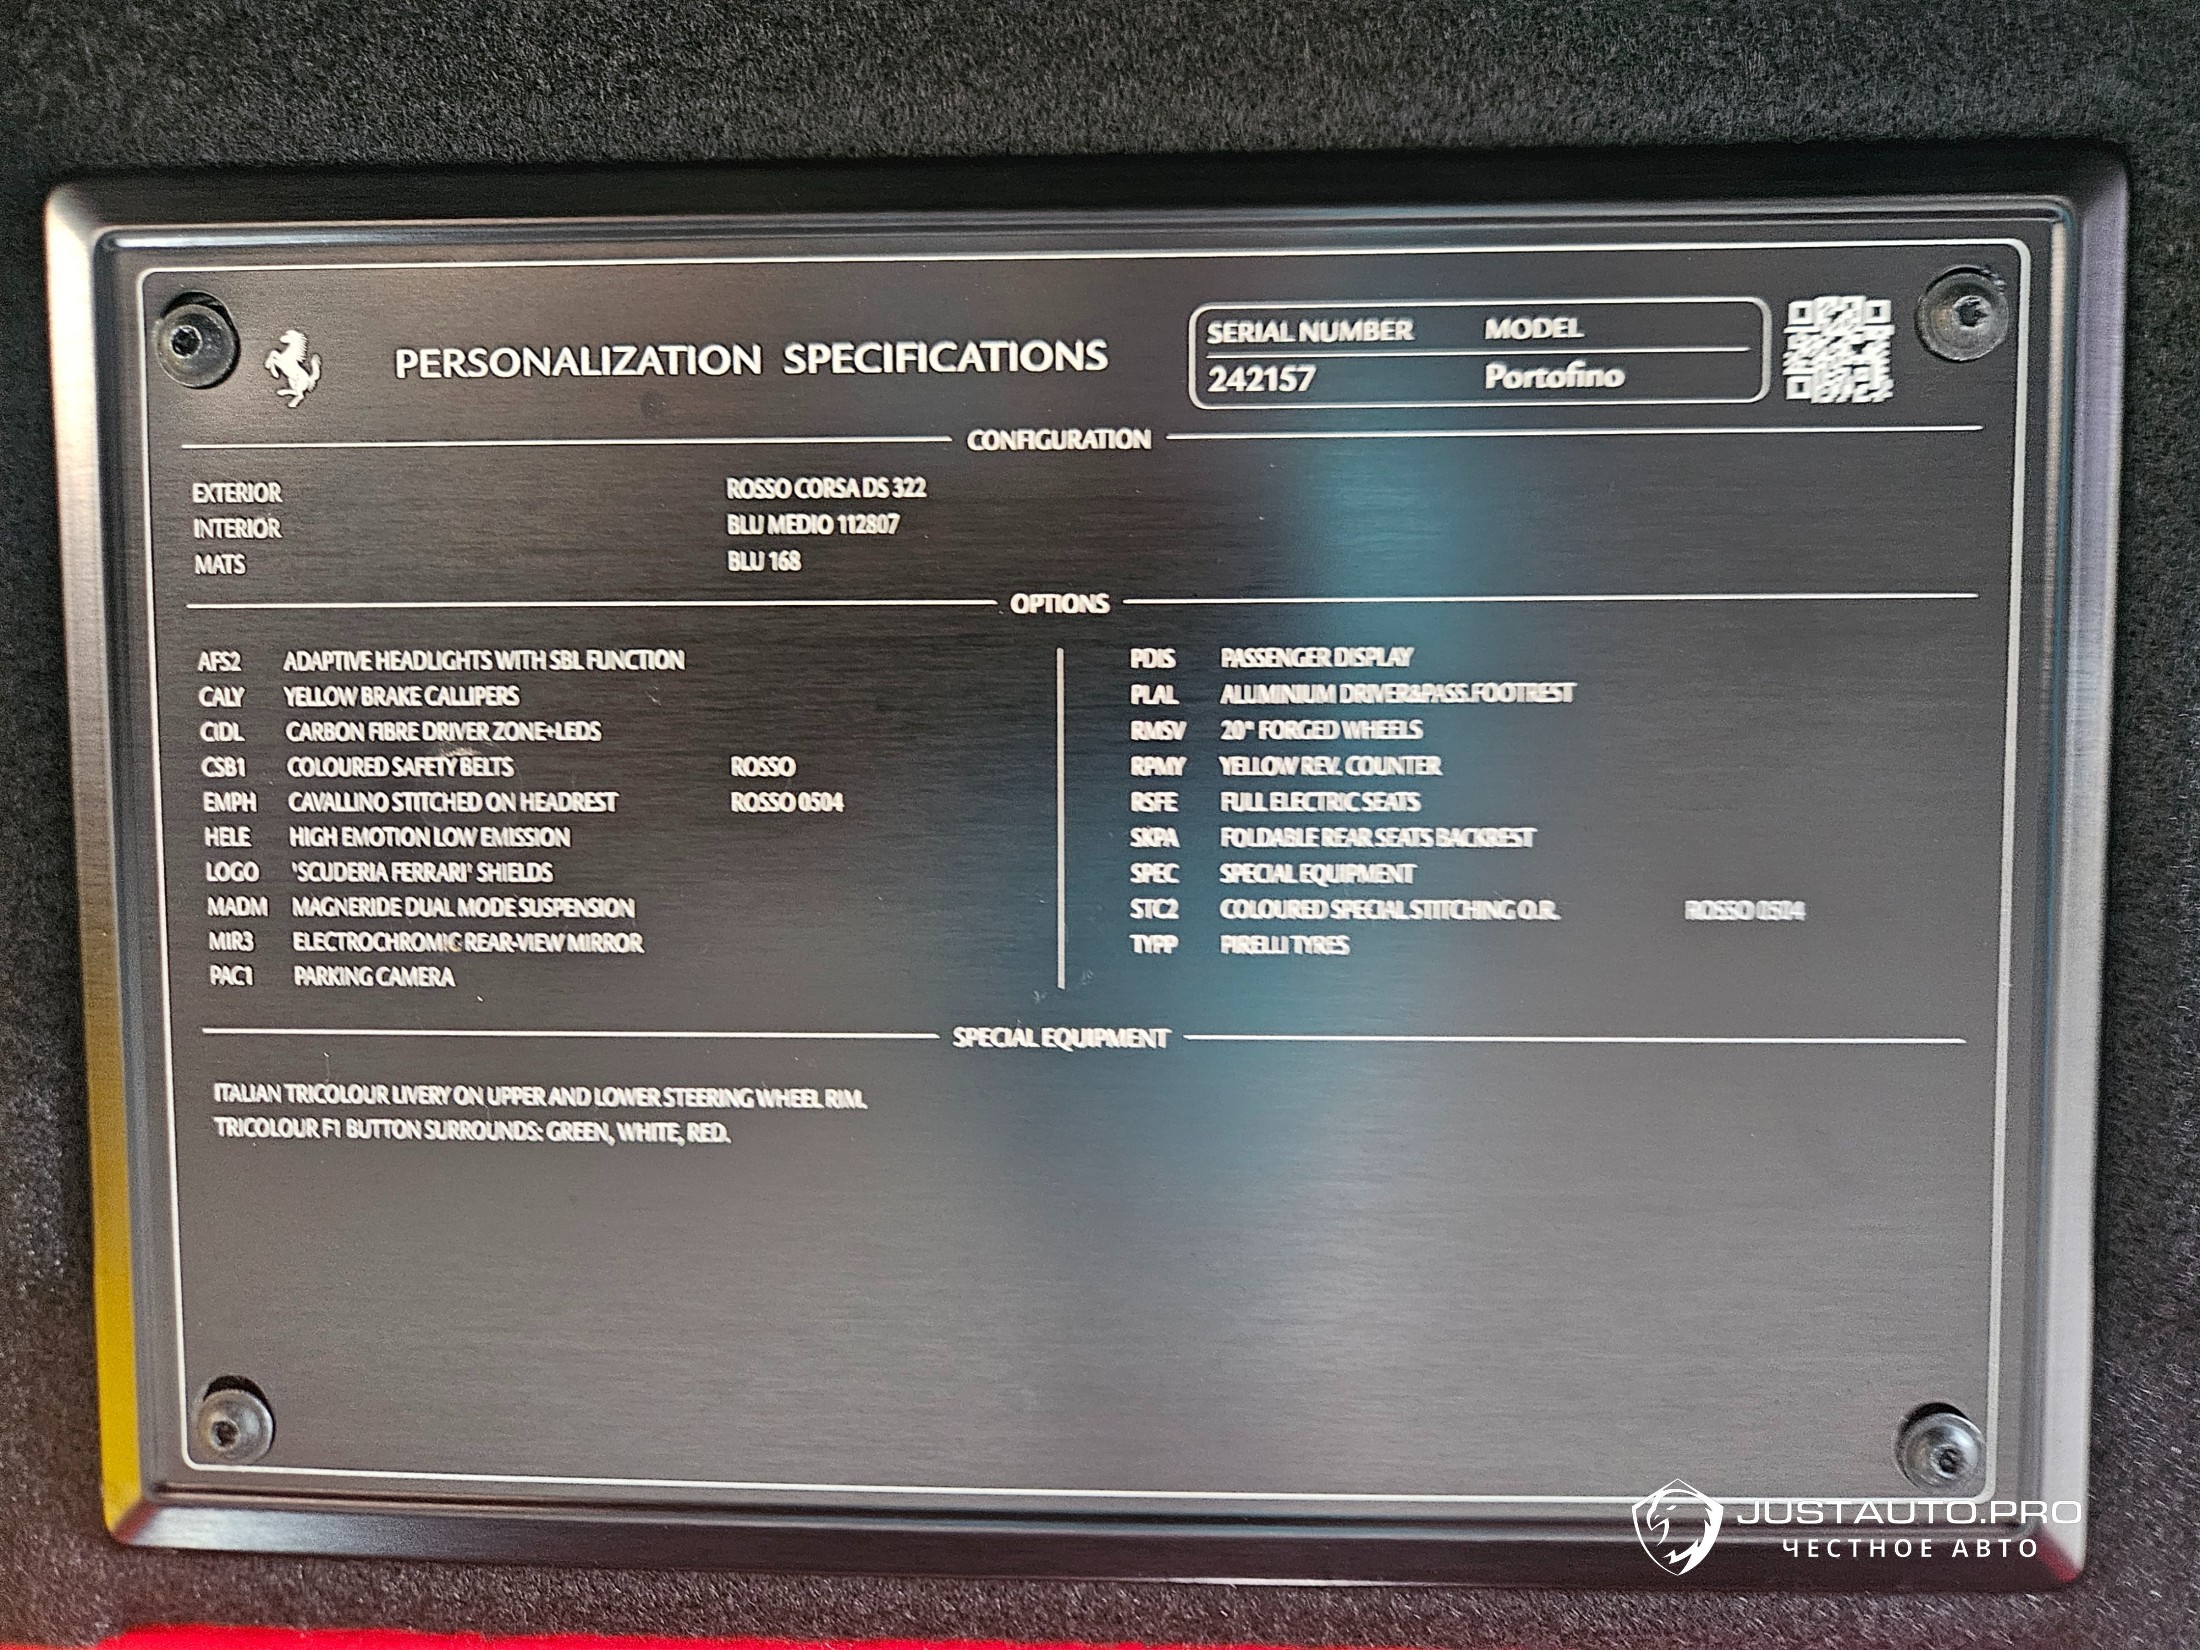 PERSONALIZATION SPECIFICATIONS
SERIAL NUMBER MODEL
242157 Portofino
CONFIGURATION
EXTERIOR ROSSO CORSA DS 322
INTERIOR BLU MEDIO 112807
MATS BLU 168
OPTIONS
AFS2 ADAPTIVE HEADLIGHTS WITH SBL FUNCTION
CALY YELLOW BRAKE CALLIPERS
CIDL CARBON FIBRE DRIVER ZONE+LEDS
CSB1 COLOURED SAFETY BELTS ROSSO
EMPH CAVALLINO STITCHED ON HEADREST ROSSO 0504
HELE HIGH EMOTION LOW EMISSION
LOGO 'SCUDERIA FERRARI' SHIELDS
MADM MAGNERIDE DUAL MODE SUSPENSION
MIR3 ELECTROCHROMIC REAR-VIEW MIRROR
PAC1 PARKING CAMERA
PDIS PASSENGER DISPLAY
PLAL ALUMINIUM DRIVER&PASS.FOOTREST
RMSV 20" FORGED WHEELS
RPMY YELLOW REV. COUNTER
RSFE FULL ELECTRIC SEATS
SKPA FOLDABLE REAR SEATS BACKREST
SPEC SPECIAL EQUIPMENT
STC2 COLOURED SPECIAL STITCHING O.R. ROSSO 0504
TYPP PIRELLI TYRES
SPECIAL EQUIPMENT
ITALIAN TRICOLOUR LIVERY ON UPPER AND LOWER STEERING WHEEL RIM.
TRICOLOUR F1 BUTTON SURROUNDS: GREEN, WHITE, RED.
JUSTAUTO.PRO
ЧЕСТНОЕ АВТО